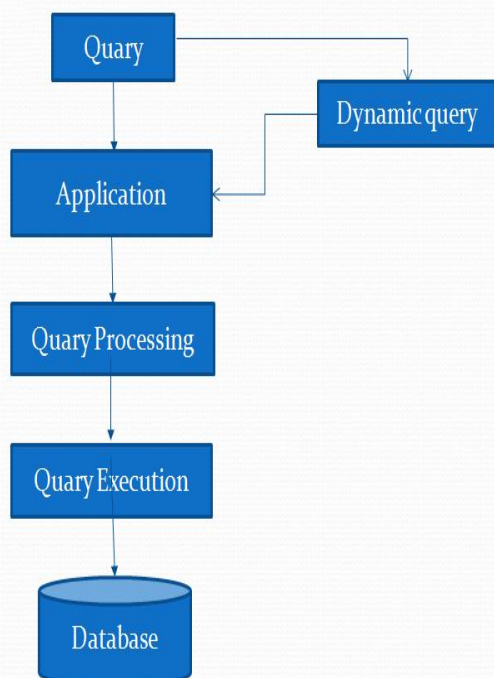 Quary
Dynamic query
Application
Quary Processing
Quary Execution
Database